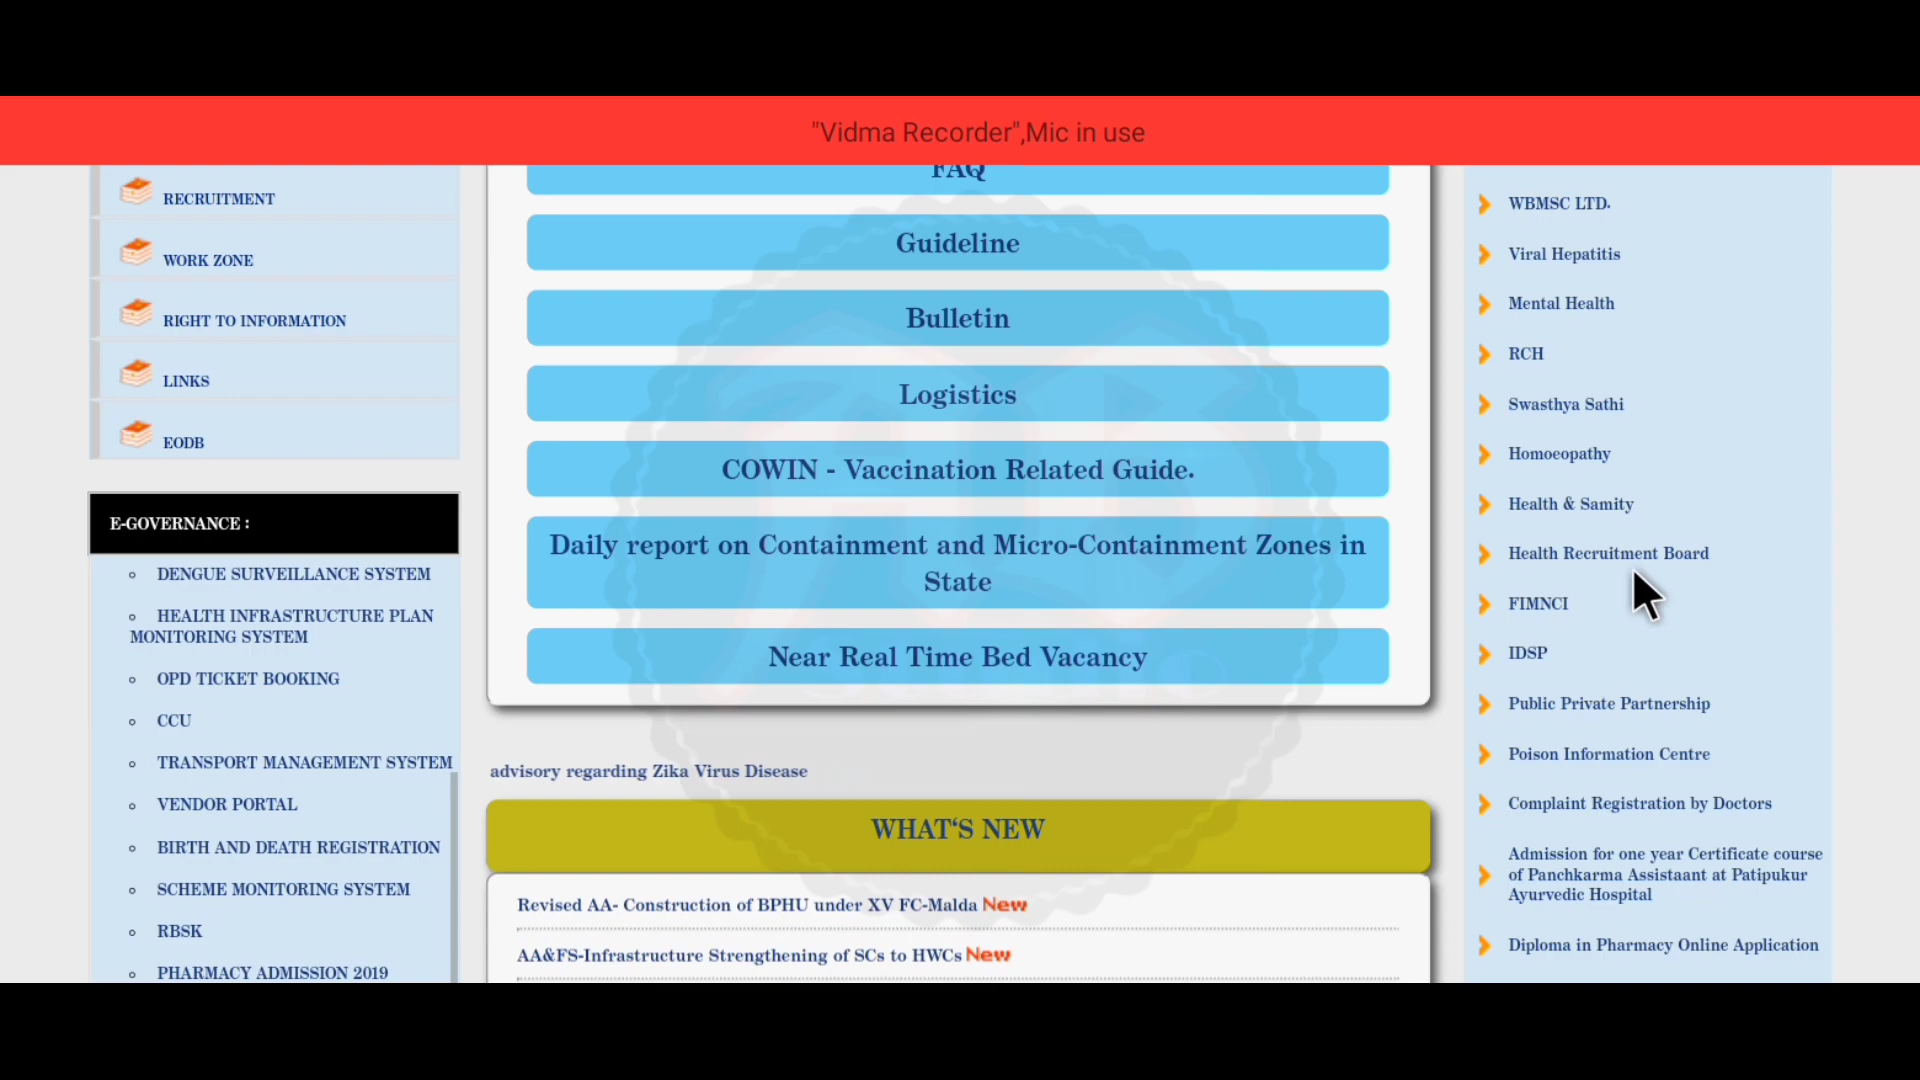 "Vidma Recorder",Mic in use
RECRUITMENT
WORK ZONE
RIGHT TO INFORMATION
LINKS
EODB
E-GOVERNANCE :
DENGUE SURVEILLANCE SYSTEM
HEALTH INFRASTRUCTURE PLAN
MONITORING SYSTEM
OPD TICKET BOOKING
CCU
TRANSPORT MANAGEMENT SYSTEM
VENDOR PORTAL
BIRTH AND DEATH REGISTRATION
SCHEME MONITORING SYSTEM
RBSK
PHARMACY ADMISSION 2019
FAQ
Guideline
Bulletin
Logistics
COWIN - Vaccination Related Guide.
Daily report on Containment and Micro-Containment Zones in
State
Near Real Time Bed Vacancy
advisory regarding Zika Virus Disease
WHAT'S NEW
Revised AA- Construction of BPHU under XV FC-Malda New
AA&FS-Infrastructure Strengthening of SCs to HWCs New
WBMSC LTD.
Viral Hepatitis
Mental Health
RCH
Swasthya Sathi
Homoeopathy
Health & Samity
Health Recruitment Board
FIMNCI
IDSP
Public Private Partnership
Poison Information Centre
Complaint Registration by Doctors
Admission for one year Certificate course
of Panchkarma Assistaant at Patipukur
Ayurvedic Hospital
Diploma in Pharmacy Online Application